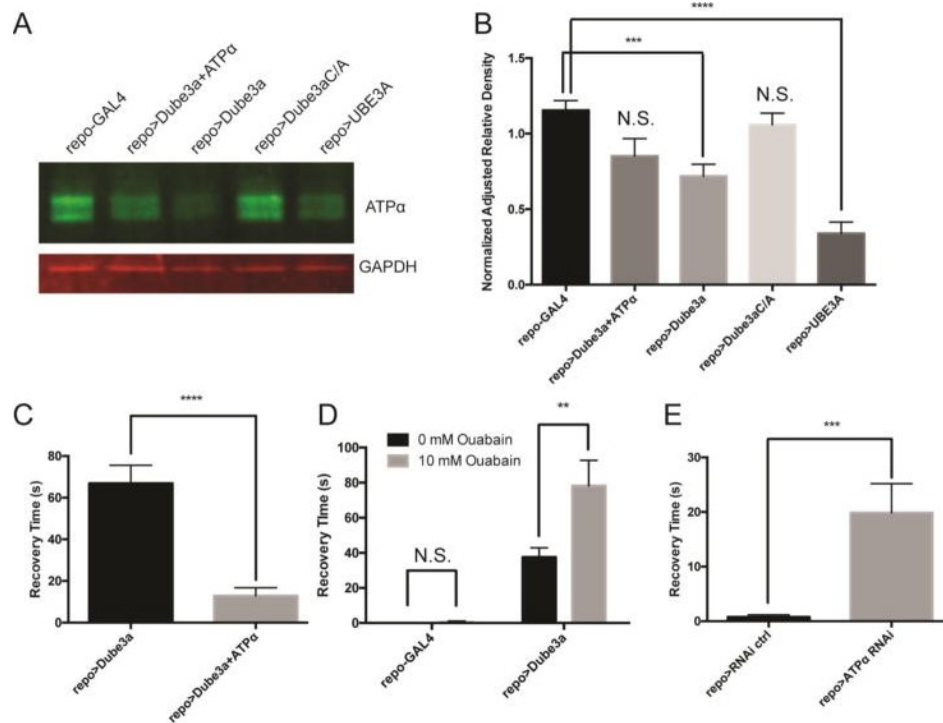 A
repo-GAL4
repo>Dube3a+ATPα
repo>Dube3a
repo>Dube3aC/A
repo>UBE3A
ATPα
GAPDH
B
****
***
N.S.
N.S.
Normalized Adjusted Relative Density
1.5
1.0
0.5
0.0
repo-GAL4
repo>Dube3a+ATPα
repo>Dube3a
repo>Dube3aC/A
repo>UBE3A
C
****
Recovery Time (s)
80
60
40
20
0
repo>Dube3a
repo>Dube3a+ATPα
D
**
0 mM Ouabain
10 mM Ouabain
N.S.
Recovery Time (s)
100
80
60
40
20
0
repo-GAL4
repo>Dube3a
E
***
Recovery Time (s)
30
20
10
0
repo>RNAi ctrl
repo>ATPα RNAi